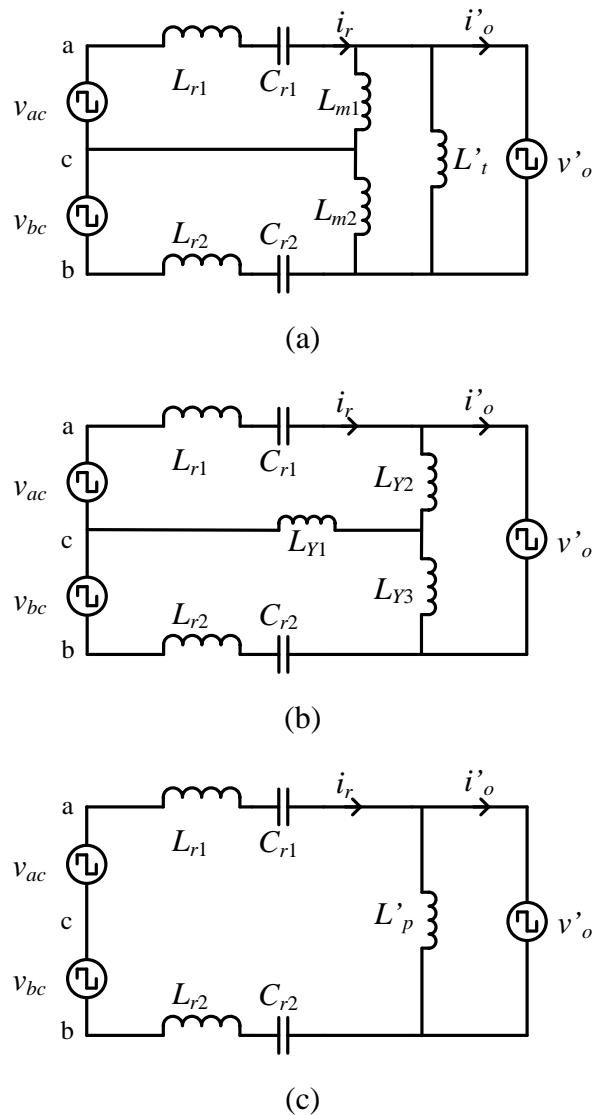 a
i_r
i'_o
L_{r1}
C_{r1}
L_{m1}
v_{ac}
c
L'_t
v'_o
L_{m2}
v_{bc}
L_{r2}
C_{r2}
b
(a)
a
i_r
i'_o
L_{r1}
C_{r1}
L_{Y2}
v_{ac}
c
L_{Y1}
v'_o
L_{Y3}
v_{bc}
L_{r2}
C_{r2}
b
(b)
a
i_r
i'_o
L_{r1}
C_{r1}
v_{ac}
c
L'_p
v'_o
v_{bc}
L_{r2}
C_{r2}
b
(c)